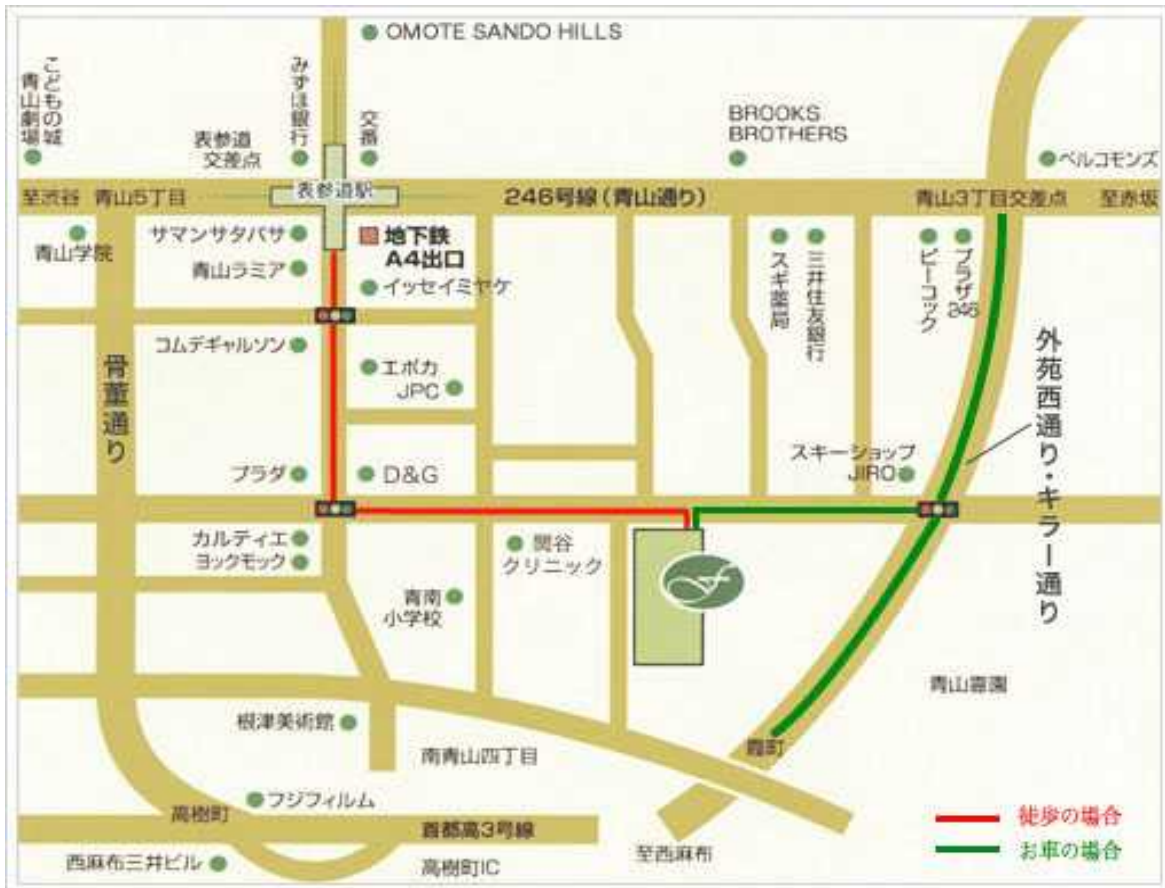 OMOTE SANDO HILLS
こどもの城
青山劇場
みずほ銀行
表参道
交差点
交番
BROOKS
BROTHERS
ベルコモンズ
至渋谷
青山5丁目
表参道駅
246号線(青山通り)
青山3丁目交差点
至赤坂
青山学院
サマンサタバサ
青山ラミア
地下鉄
A4出口
イッセイミヤケ
スギ薬局
三井住友銀行
ピーコック
プラザ246
コムデギャルソン
エポカ
JPC
骨董通り
外苑西通り・キラー通り
プラダ
D&G
スキーショップ
JIRO
カルティエ
ヨックモック
関谷
クリニック
青南
小学校
青山霊園
根津美術館
南青山四丁目
霞町
フジフィルム
高樹町
首都高3号線
西麻布三井ビル
高樹町IC
至西麻布
徒歩の場合
お車の場合